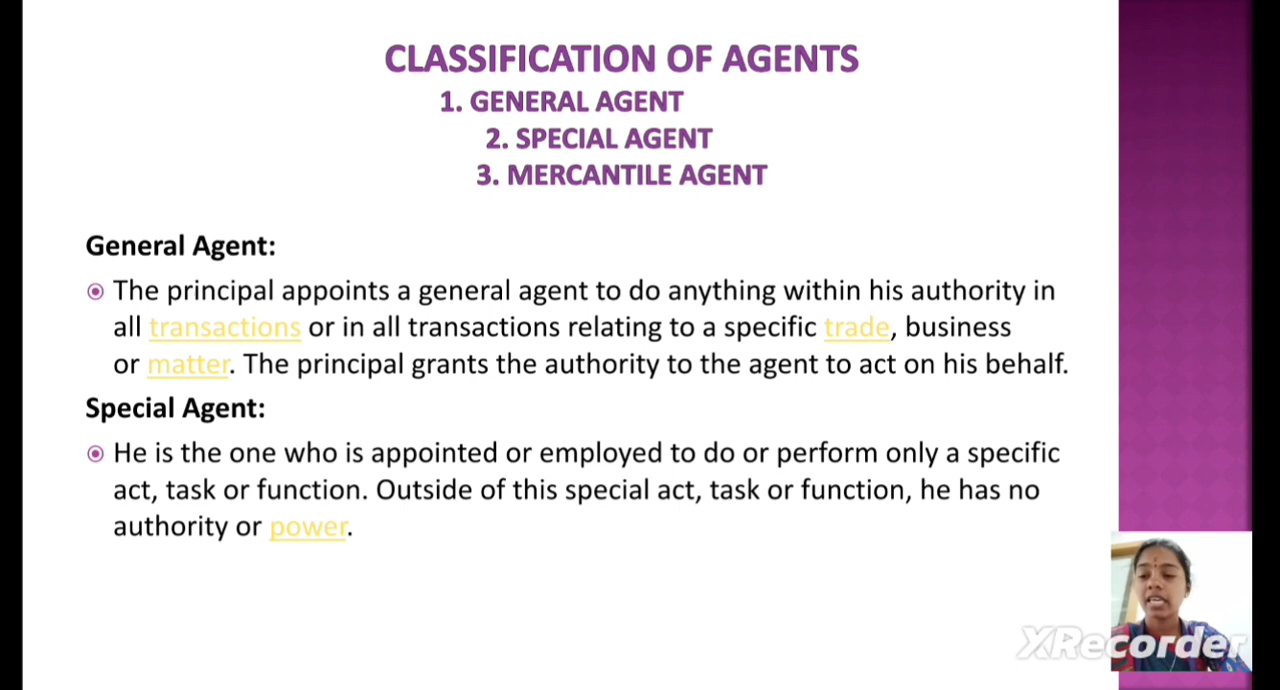 CLASSIFICATION OF AGENTS
1. GENERAL AGENT
2. SPECIAL AGENT
3. MERCANTILE AGENT
General Agent:
The principal appoints a general agent to do anything within his authority in
all transactions or in all transactions relating to a specific trade, business
or matter. The principal grants the authority to the agent to act on his behalf.
Special Agent:
He is the one who is appointed or employed to do or perform only a specific
act, task or function. Outside of this special act, task or function, he has no
authority or power.
XRecorder